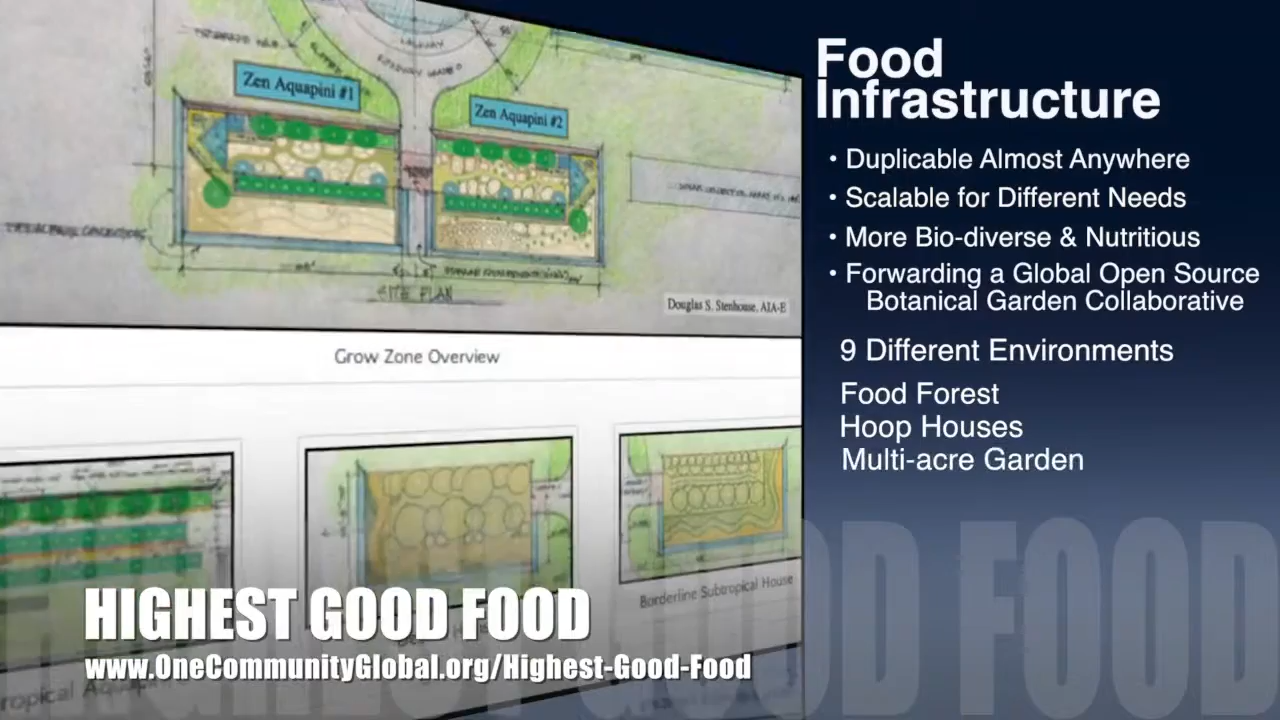 Food
Infrastructure
• Duplicable Almost Anywhere
• Scalable for Different Needs
• More Bio-diverse & Nutritious
• Forwarding a Global Open Source
Botanical Garden Collaborative
9 Different Environments
Food Forest
Hoop Houses
Multi-acre Garden
Zen Aquapini #1
Zen Aquapini #2
SITE PLAN
Douglas S. Stenhouse, AIA-E
Grow Zone Overview
Borderline Subtropical House
HIGHEST GOOD FOOD
www.OneCommunityGlobal.org/Highest-Good-Food
GOOD FOOD